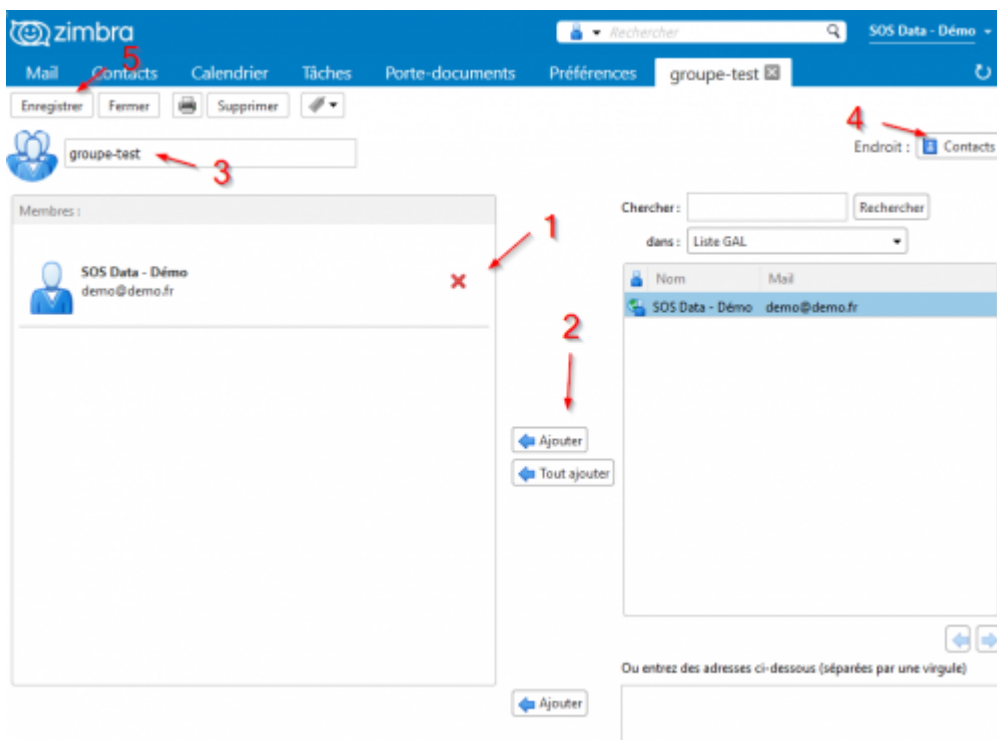 zimbra
Rechercher
SOS Data - Démo
5
Mail Contacts Calendrier Tâches Porte-documents Préférences groupe-test
Enregistrer Fermer Supprimer
4
Endroit : Contacts
groupe-test
3
Membres :
Chercher : Rechercher
1
dans : Liste GAL
SOS Data - Démo
demo@demo.fr
Nom Mail
SOS Data - Démo demo@demo.fr
2
Ajouter
Tout ajouter
Ou entrez des adresses ci-dessous (séparées par une virgule)
Ajouter